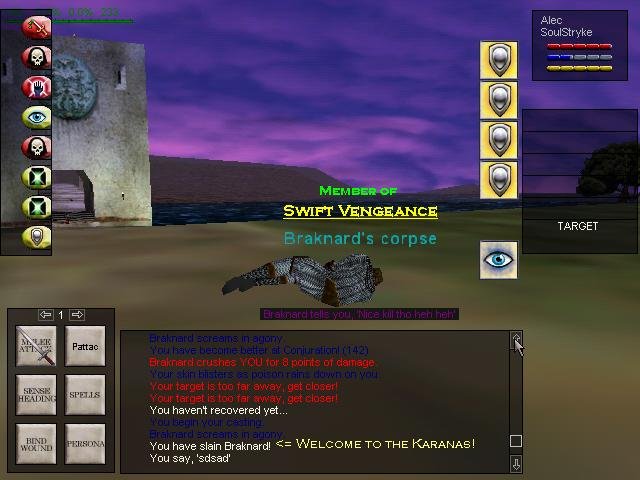 0.0%
Alec
SoulStryke
MEMBER OF
SWIFT VENGEANCE
Braknard's corpse
TARGET
Braknard tells you, 'Nice kill tho heh heh'
1
MELEE ATTACK
Pattac
SENSE HEADING
SPELLS
BIND WOUND
PERSONA
Braknard screams in agony.
You have become better at Conjuration! (142)
Braknard crushes YOU for 8 points of damage.
Your skin blisters as poison rains down on you.
Your target is too far away, get closer!
Your target is too far away, get closer!
You haven't recovered yet...
You begin your casting.
Braknard screams in agony.
You have slain Braknard!
<= WELCOME TO THE KARANAS!
You say, 'sdsad'